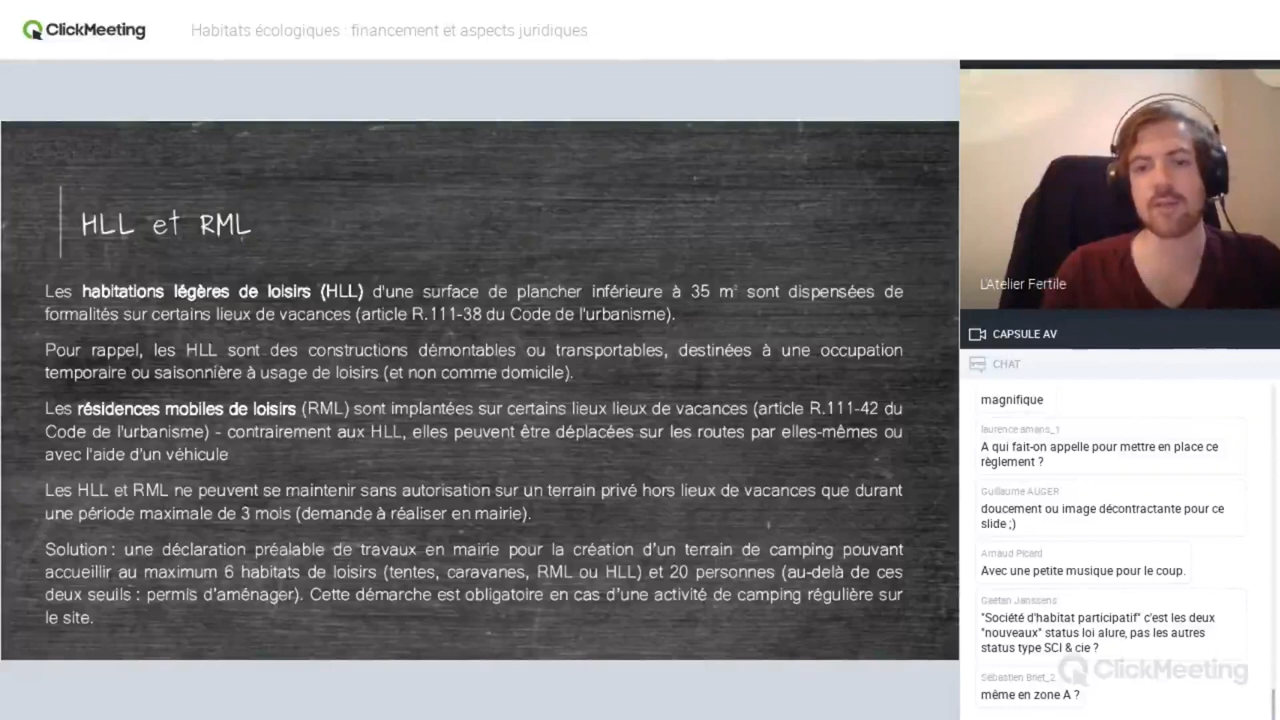 ClickMeeting
Habitats écologiques : financement et aspects juridiques
HLL et RML
Les habitations légères de loisirs (HLL) d'une surface de plancher inférieure à 35 m² sont dispensées de
formalités sur certains lieux de vacances (article R.111-38 du Code de l'urbanisme).
Pour rappel, les HLL sont des constructions démontables ou transportables, destinées à une occupation
temporaire ou saisonnière à usage de loisirs (et non comme domicile).
Les résidences mobiles de loisirs (RML) sont implantées sur certains lieux lieux de vacances (article R.111-42 du
Code de l'urbanisme) - contrairement aux HLL, elles peuvent être déplacées sur les routes par elles-mêmes ou
avec l'aide d'un véhicule
Les HLL et RML ne peuvent se maintenir sans autorisation sur un terrain privé hors lieux de vacances que durant
une période maximale de 3 mois (demande à réaliser en mairie).
Solution : une déclaration préalable de travaux en mairie pour la création d'un terrain de camping pouvant
accueillir au maximum 6 habitats de loisirs (tentes, caravanes, RML ou HLL) et 20 personnes (au-delà de ces
deux seuils : permis d'aménager). Cette démarche est obligatoire en cas d'une activité de camping régulière sur
le site.
L'Atelier Fertile
CAPSULE AV
CHAT
magnifique
laurence amans_1
A qui fait-on appelle pour mettre en place ce
règlement ?
Guillaume AUGER
doucement ou image décontractante pour ce
slide ;)
Arnaud Picard
Avec une petite musique pour le coup.
Gaëtan Janssens
"Société d'habitat participatif" c'est les deux
"nouveaux" status loi alure, pas les autres
status type SCI & cie ?
Sébastien Briet_2
même en zone A ?
ClickMeeting